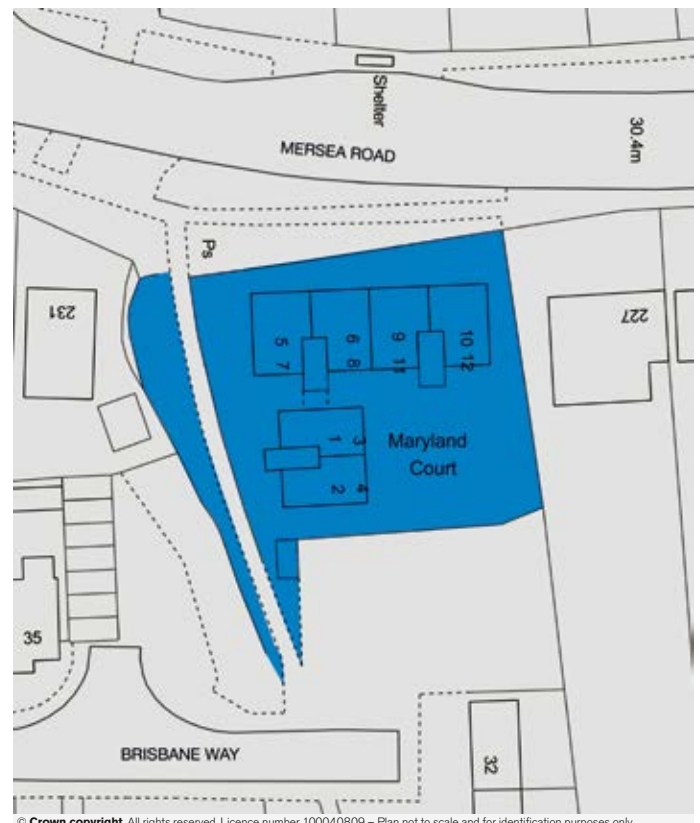 Shelter
MERSEA ROAD
30.4m
Ps
231
227
5 6 9 10
7 8 11 12
1 3
Maryland
Court
2 4
35
BRISBANE WAY
32
© Crown copyright. All rights reserved. Licence number 100040809 – Plan not to scale and for identification purposes only.